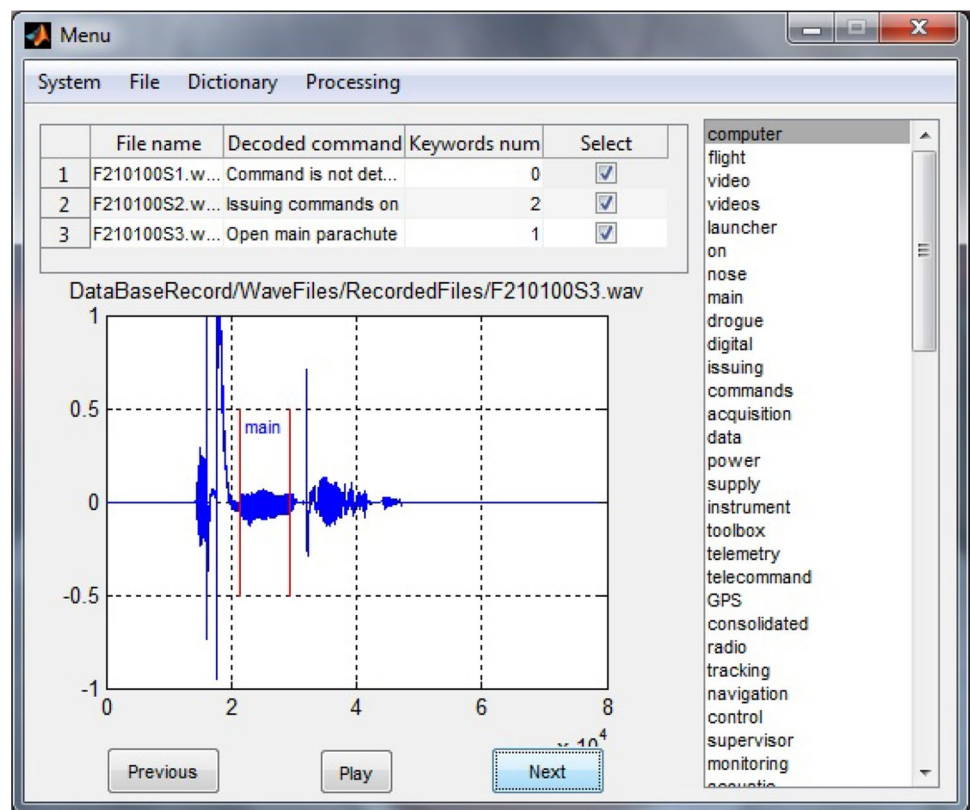 Menu
System File Dictionary Processing
File name Decoded command Keywords num Select
1 F210100S1.w... Command is not det... 0
2 F210100S2.w... Issuing commands on 2
3 F210100S3.w... Open main parachute 1
DataBaseRecord/WaveFiles/RecordedFiles/F210100S3.wav
1
0.5
main
0
-0.5
-1
0 2 4 6 8
x 10^4
Previous Play Next
computer
flight
video
videos
launcher
on
nose
main
drogue
digital
issuing
commands
acquisition
data
power
supply
instrument
toolbox
telemetry
telecommand
GPS
consolidated
radio
tracking
navigation
control
supervisor
monitoring